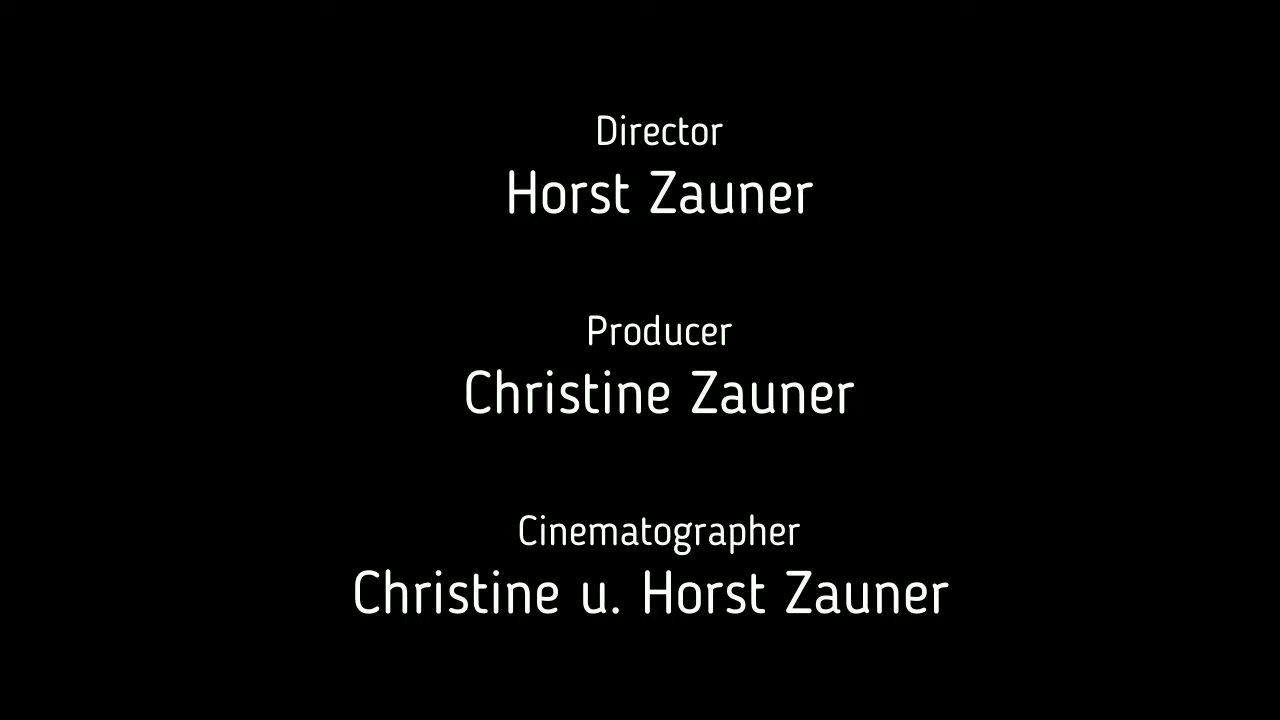 Director
Horst Zauner
Producer
Christine Zauner
Cinematographer
Christine u. Horst Zauner